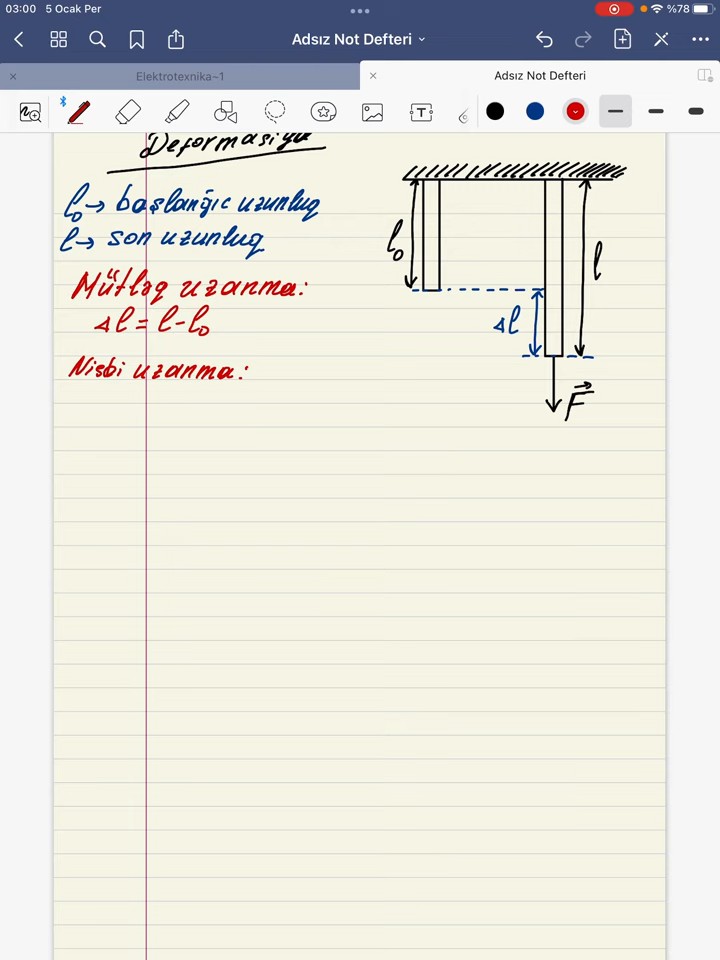 03:00 5 Ocak Per
%78
Adsız Not Defteri
Elektrotexnika~1
Adsız Not Defteri
T
Deformasiya
l₀→ başlanğıc uzunluq
l→ son uzunluq
Mütləq uzanma:
Δl = l-l₀
Nisbi uzanma:
l₀
l
Δl
F⃗